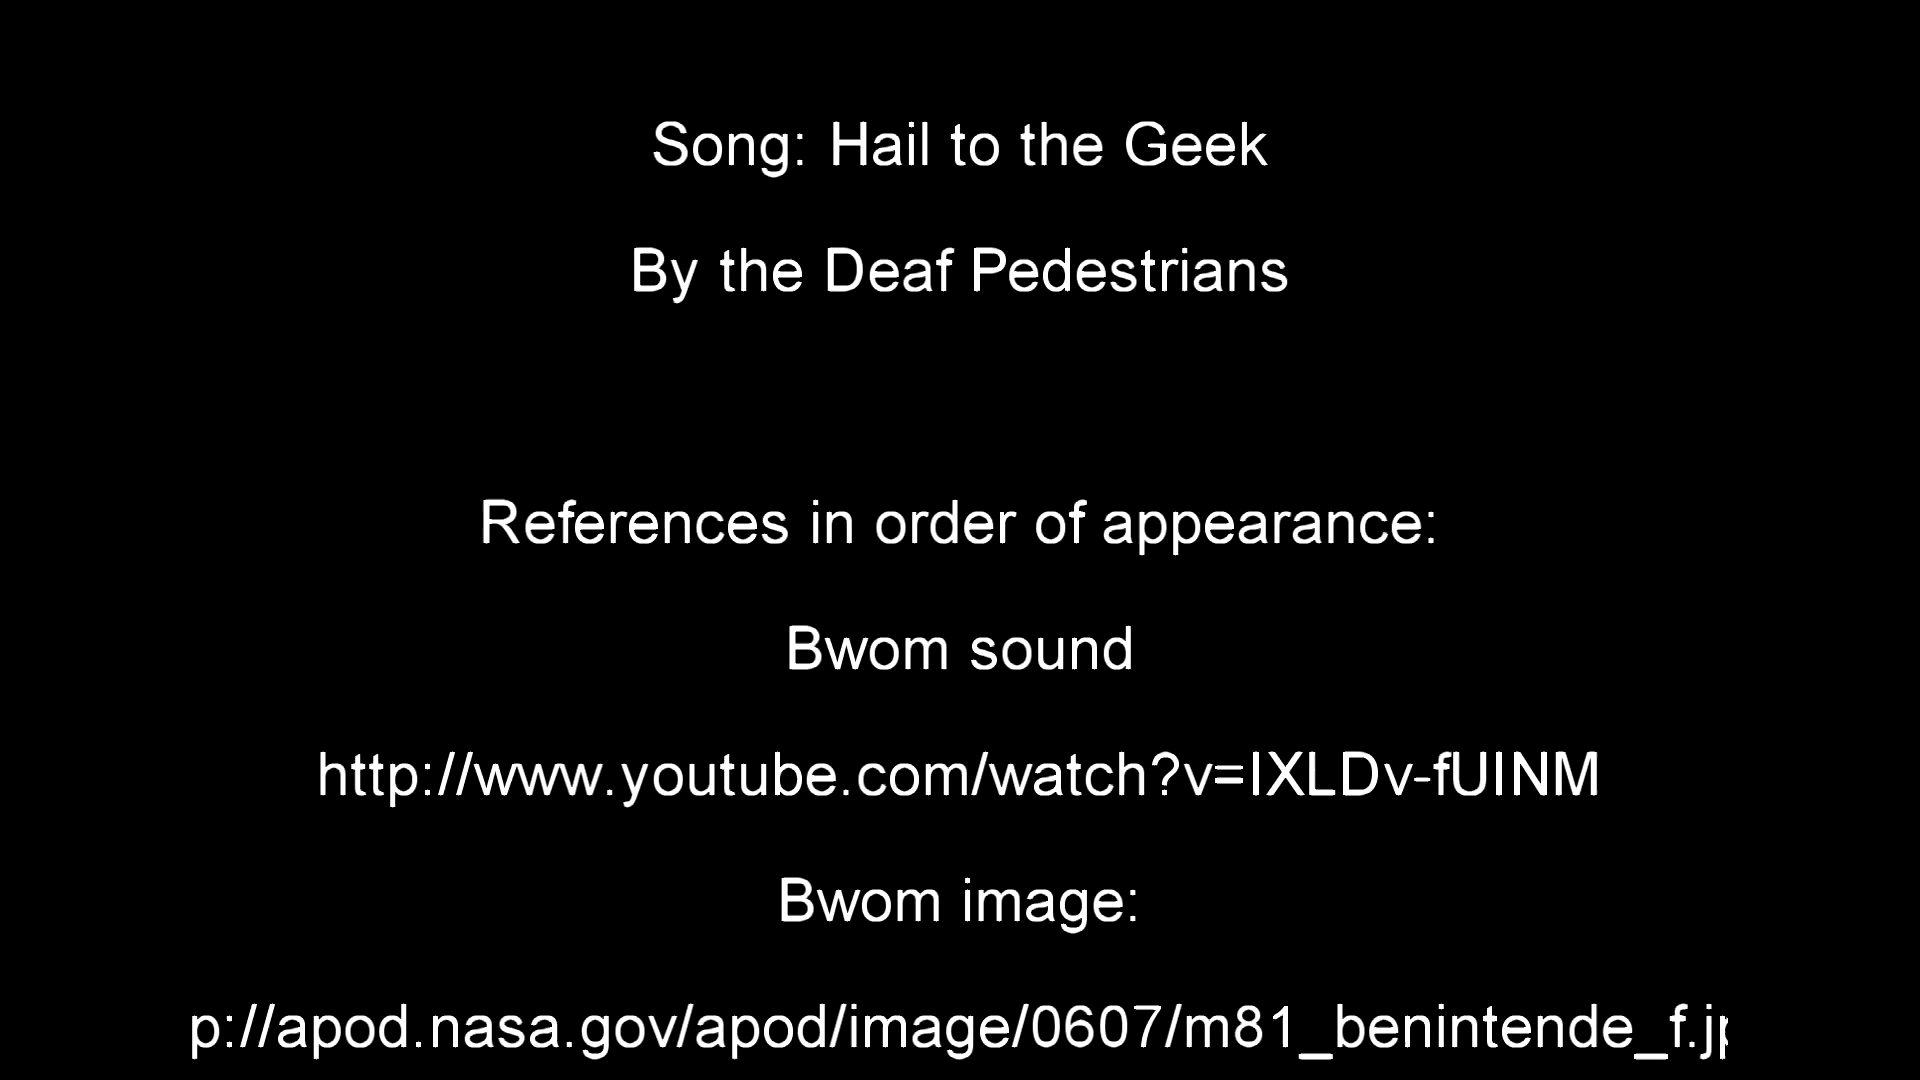 Song: Hail to the Geek
By the Deaf Pedestrians
References in order of appearance:
Bwom sound
http://www.youtube.com/watch?v=IXLDv-fUINM
Bwom image:
p://apod.nasa.gov/apod/image/0607/m81_benintende_f.jp